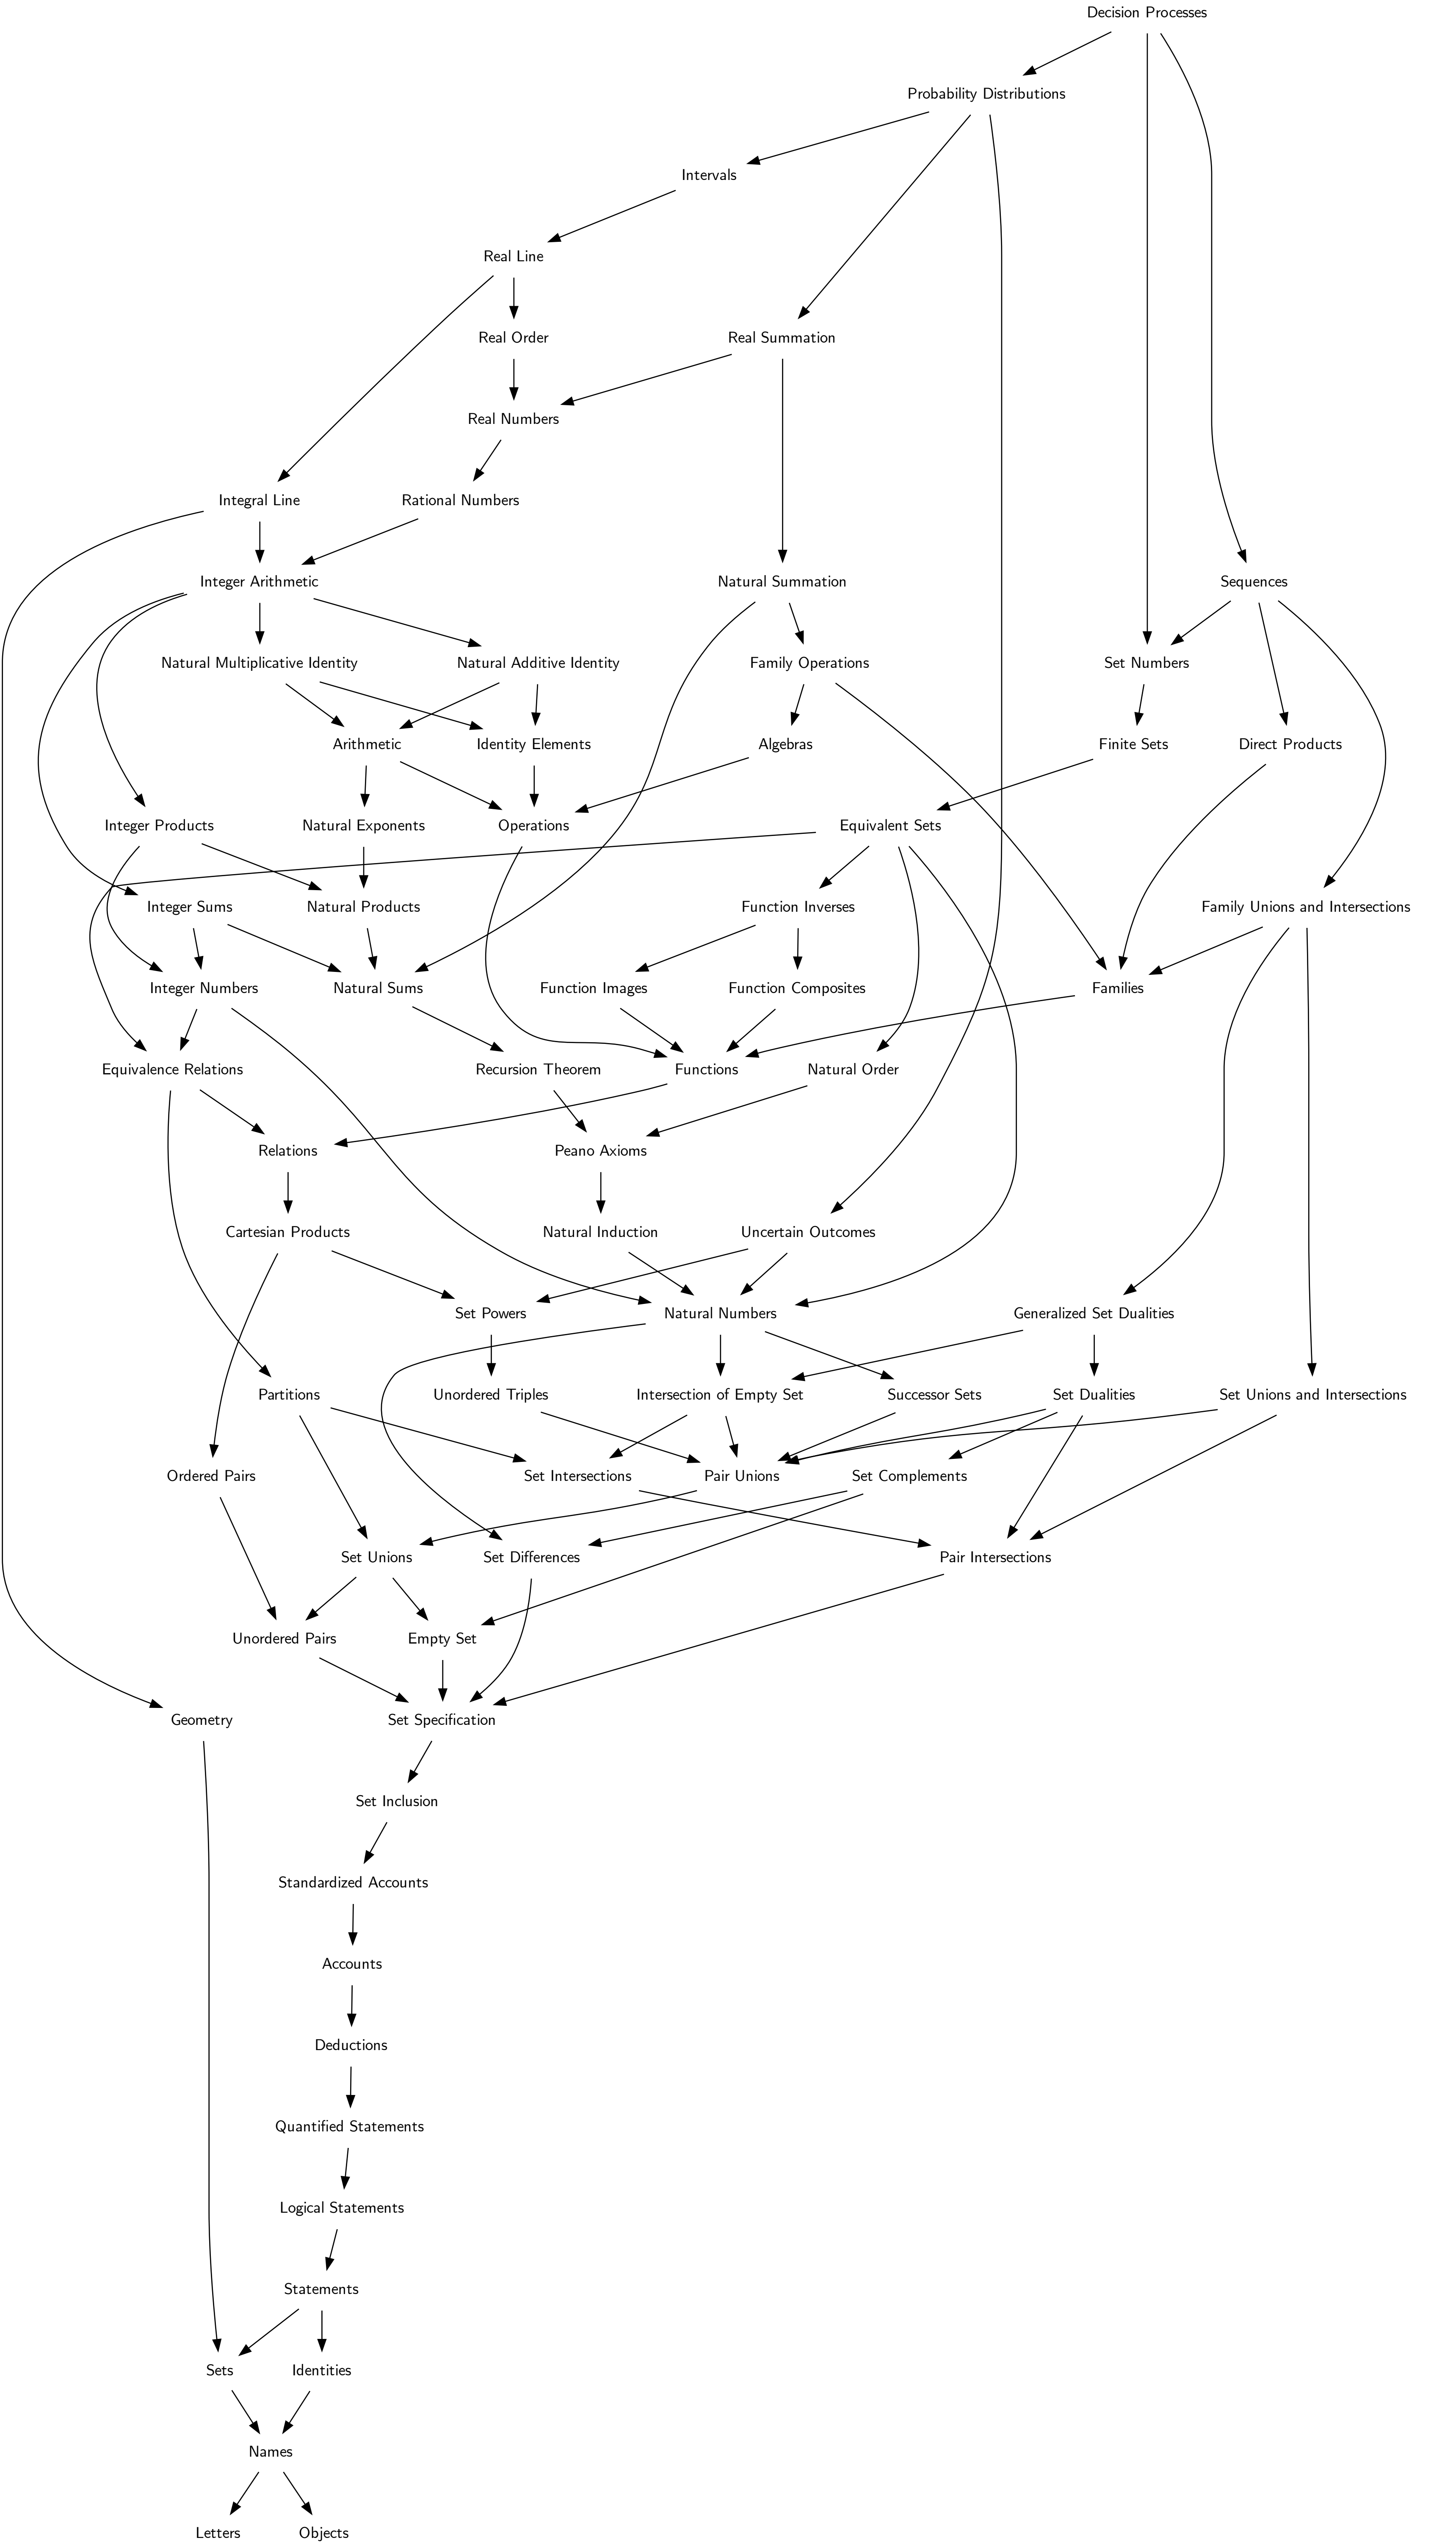 Decision Processes
Probability Distributions
Intervals
Real Line
Real Order
Real Summation
Real Numbers
Integral Line
Rational Numbers
Integer Arithmetic
Natural Summation
Sequences
Natural Multiplicative Identity
Natural Additive Identity
Family Operations
Set Numbers
Arithmetic
Identity Elements
Algebras
Finite Sets
Direct Products
Integer Products
Natural Exponents
Operations
Equivalent Sets
Integer Sums
Natural Products
Function Inverses
Family Unions and Intersections
Integer Numbers
Natural Sums
Function Images
Function Composites
Families
Equivalence Relations
Recursion Theorem
Functions
Natural Order
Relations
Peano Axioms
Cartesian Products
Natural Induction
Uncertain Outcomes
Set Powers
Natural Numbers
Generalized Set Dualities
Partitions
Unordered Triples
Intersection of Empty Set
Successor Sets
Set Dualities
Set Unions and Intersections
Ordered Pairs
Set Intersections
Pair Unions
Set Complements
Set Unions
Set Differences
Pair Intersections
Unordered Pairs
Empty Set
Geometry
Set Specification
Set Inclusion
Standardized Accounts
Accounts
Deductions
Quantified Statements
Logical Statements
Statements
Sets
Identities
Names
Letters
Objects